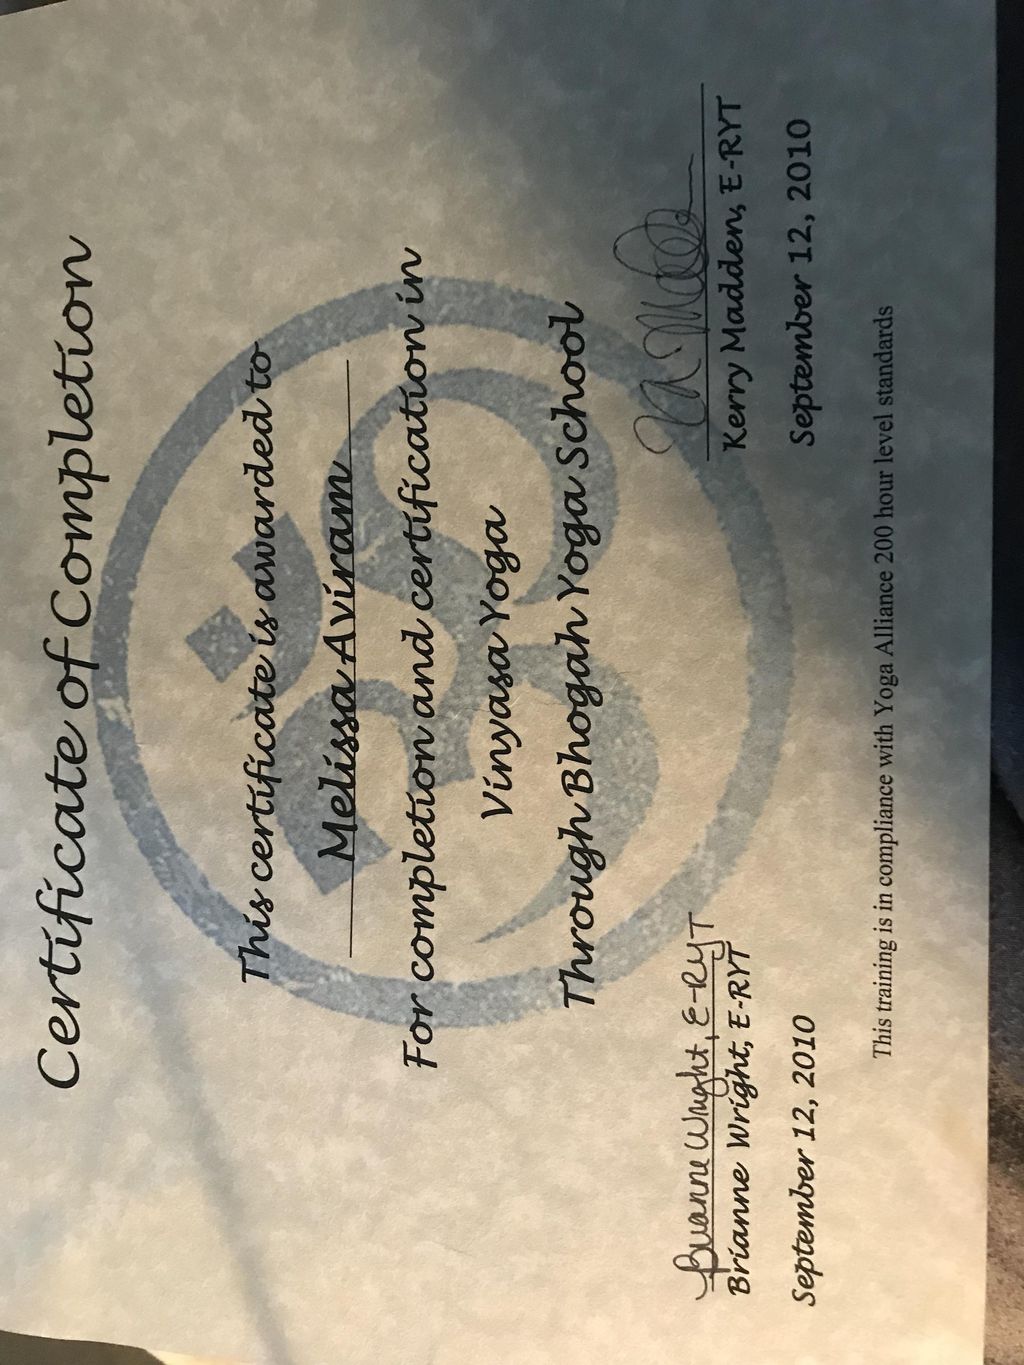 Certificate of Completion
This certificate is awarded to
Melissa Aviram
For completion and certification in
Vinyasa Yoga
Through Bhogah Yoga School
Brianne Wright, E-RYT
Brianne Wright, E-RYT
September 12, 2010
Kerry Madden, E-RYT
September 12, 2010
This training is in compliance with Yoga Alliance 200 hour level standards